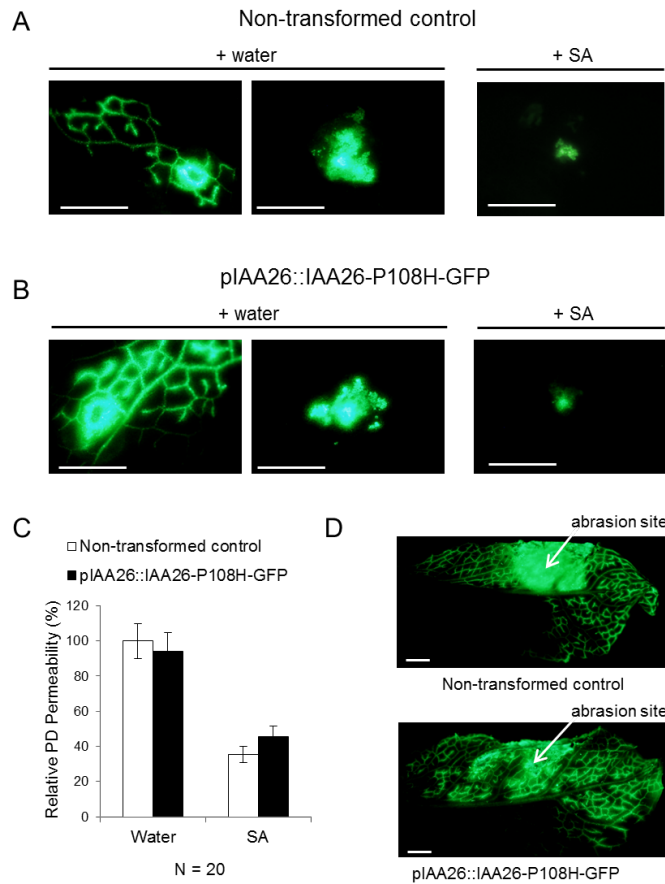 A
Non-transformed control
+ water
+ SA
B
pIAA26::IAA26-P108H-GFP
+ water
+ SA
C
Non-transformed control
pIAA26::IAA26-P108H-GFP
Relative PD Permeability (%)
120
100
80
60
40
20
0
Water
SA
N = 20
D
abrasion site
Non-transformed control
abrasion site
pIAA26::IAA26-P108H-GFP